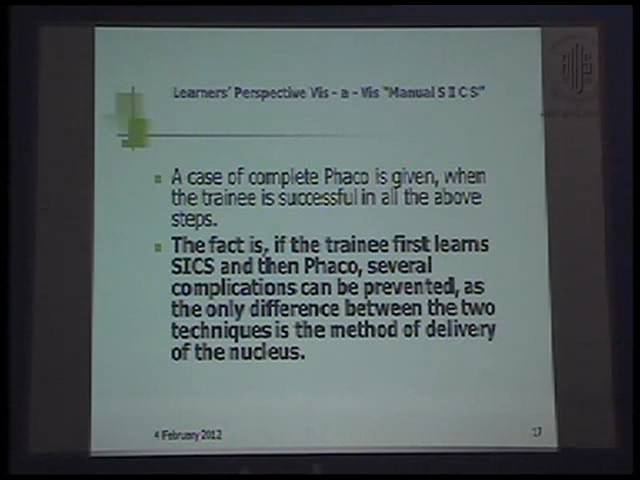 Learners' Perspective Vis - a - Vis "Manual S I C S"
A case of complete Phaco is given, when
the trainee is successful in all the above
steps.
The fact is, if the trainee first learns
SICS and then Phaco, several
complications can be prevented, as
the only difference between the two
techniques is the method of delivery
of the nucleus.
4 February 2012
17